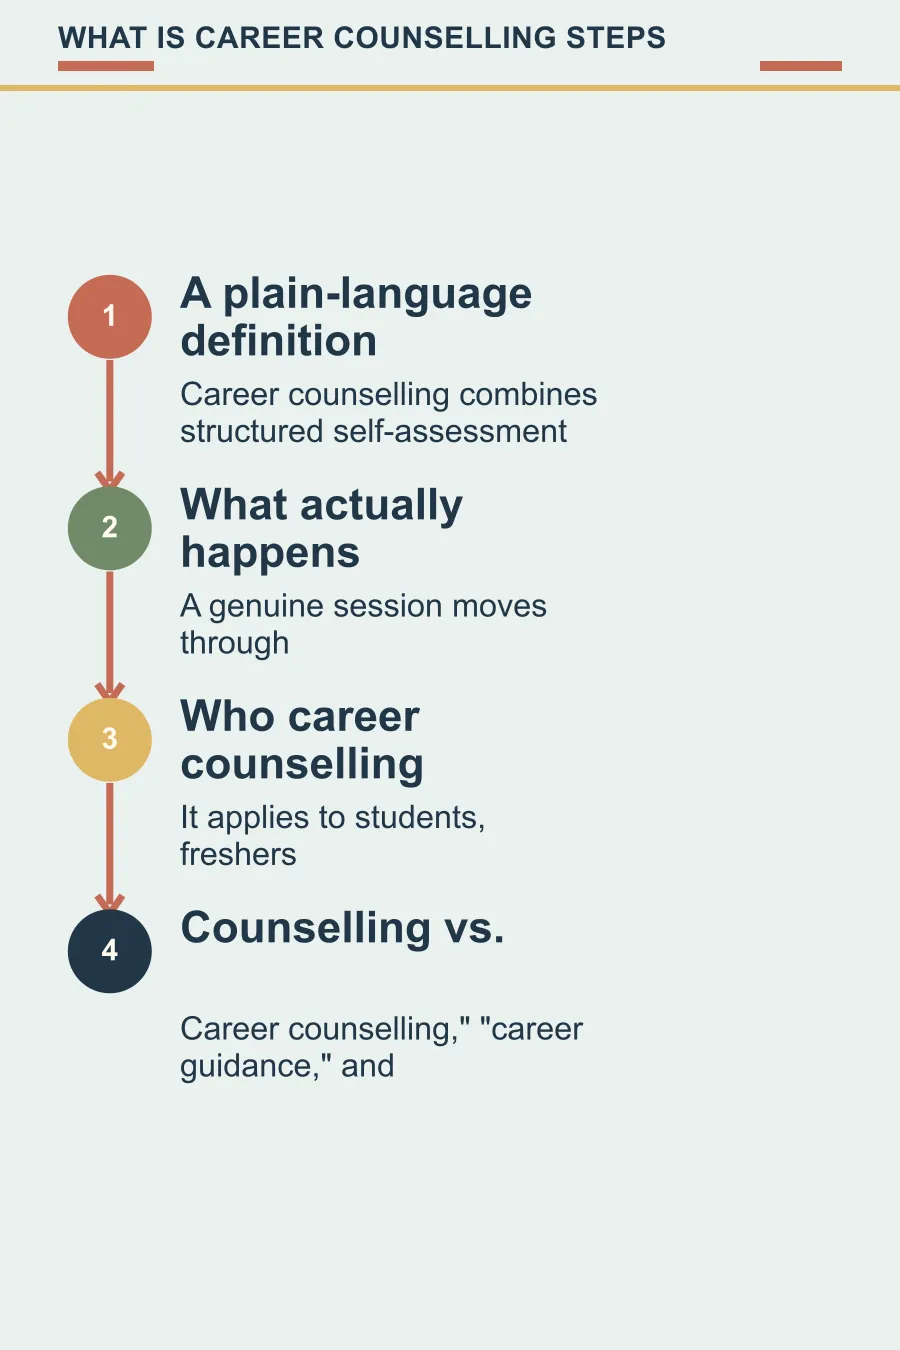 WHAT IS CAREER COUNSELLING STEPS
1
A plain-language
definition
Career counselling combines
structured self-assessment
2
What actually
happens
A genuine session moves
through
3
Who career
counselling
It applies to students,
freshers
4
Counselling vs.
Career counselling," "career
guidance," and